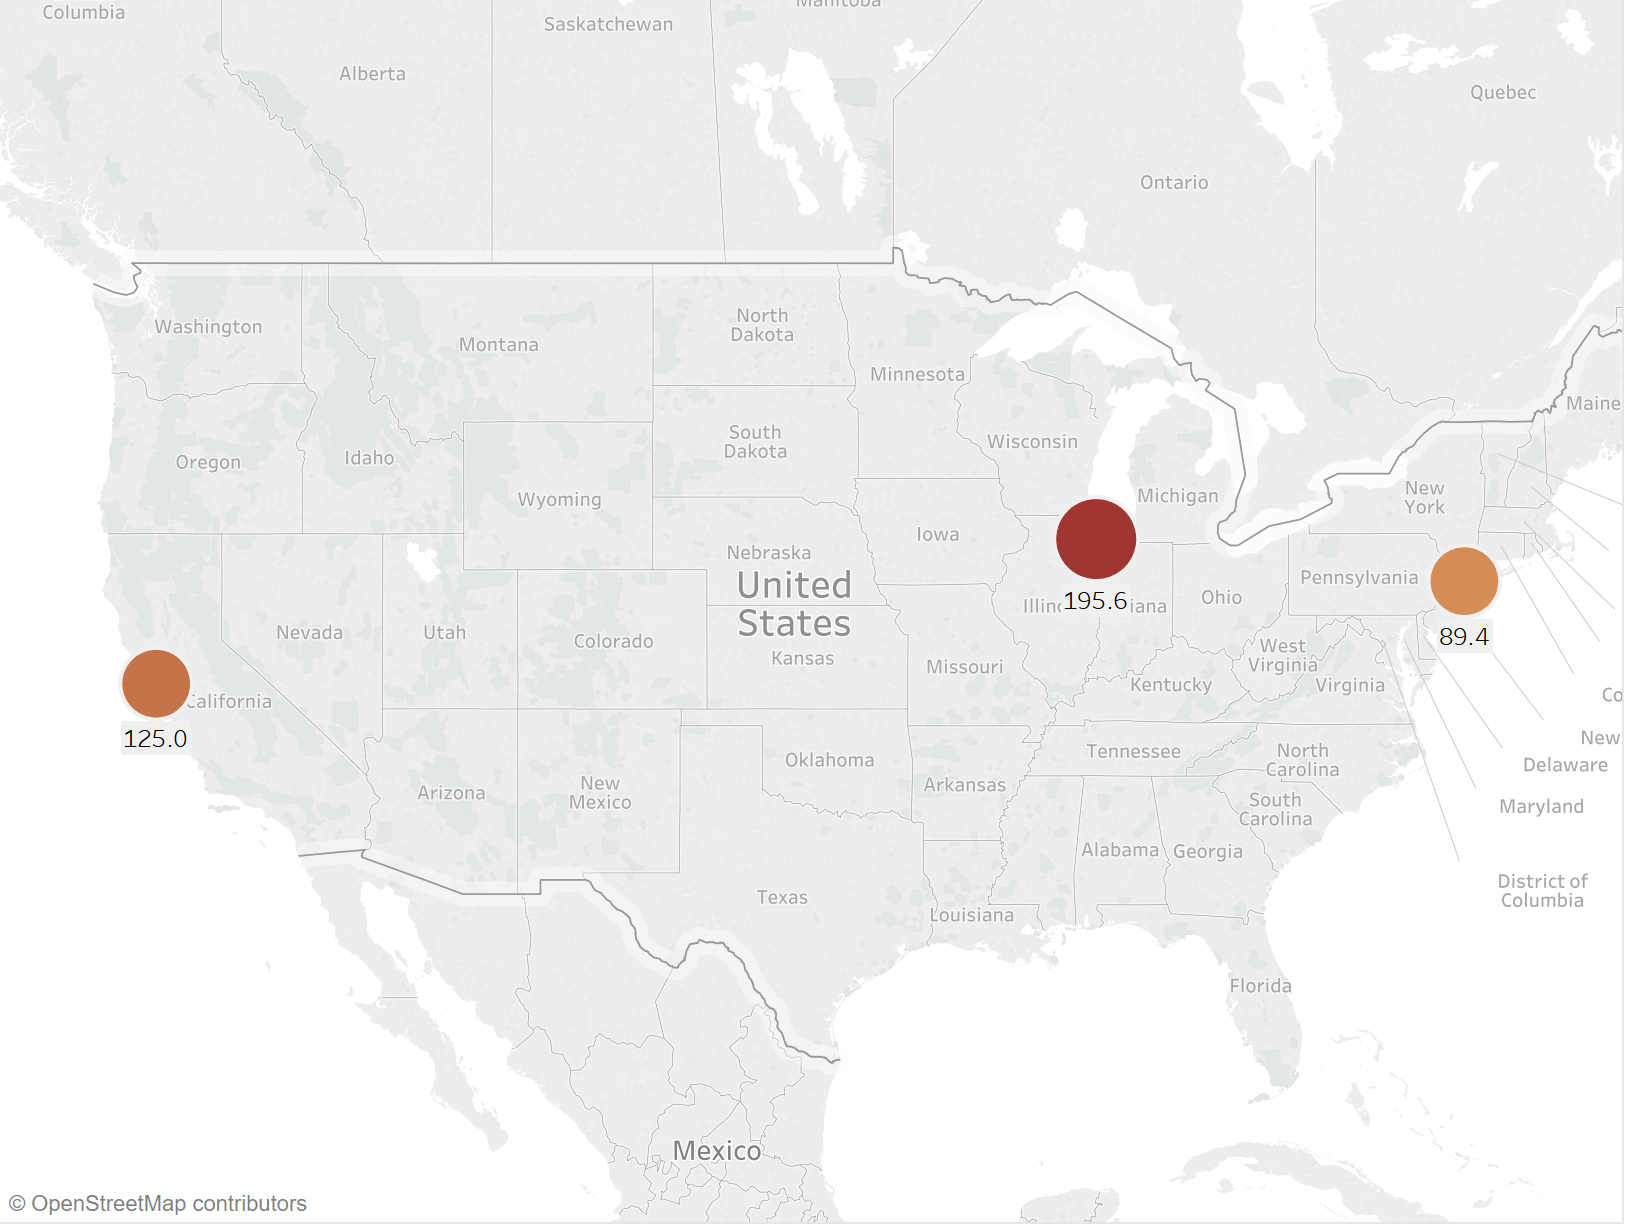 Columbia
Manitoba
Saskatchewan
Alberta
Quebec
Ontario
Washington
North
Dakota
Montana
Minnesota
Maine
South
Dakota
Wisconsin
Oregon
Idaho
Wyoming
Michigan
New
York
Iowa
Nebraska
United
States
Pennsylvania
Ohio
195.6
Nevada
Utah
Colorado
Kansas
Missouri
West
Virginia
89.4
Kentucky
Virginia
California
125.0
Co
New
Tennessee
North
Carolina
Oklahoma
Delaware
Arizona
New
Mexico
Arkansas
South
Carolina
Maryland
Alabama
Georgia
Texas
Louisiana
District of
Columbia
Florida
Mexico
© OpenStreetMap contributors